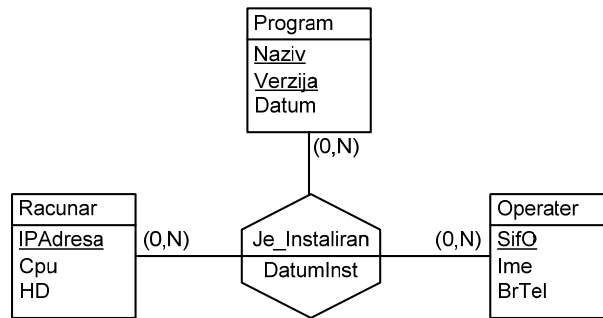 Program
Naziv
Verzija
Datum
(0,N)
Racunar
IPAdresa
Cpu
HD
(0,N)
Je_Instaliran
DatumInst
(0,N)
Operater
SifO
Ime
BrTel